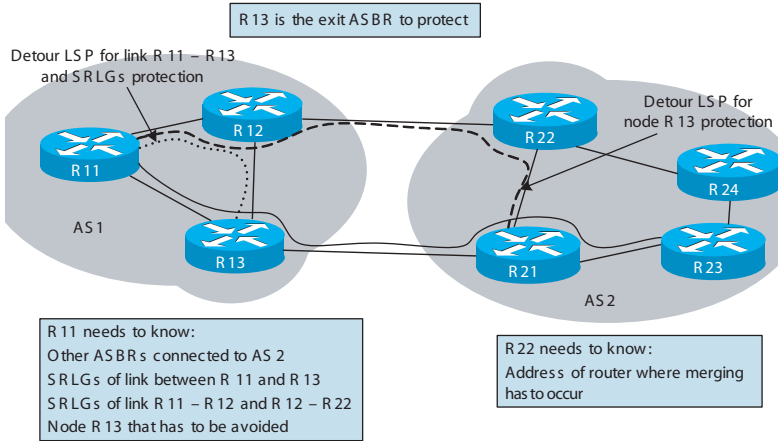 R13 is the exit ASBR to protect
Detour LSP for link R11 – R13
and SRLGs protection
Detour LSP for
node R13 protection
R12
R22
R11
R24
AS1
R13
R21
R23
AS2
R11 needs to know:
Other ASBRs connected to AS2
SRLGs of link between R11 and R13
SRLGs of link R11 – R12 and R12 – R22
Node R13 that has to be avoided
R22 needs to know:
Address of router where merging
has to occur